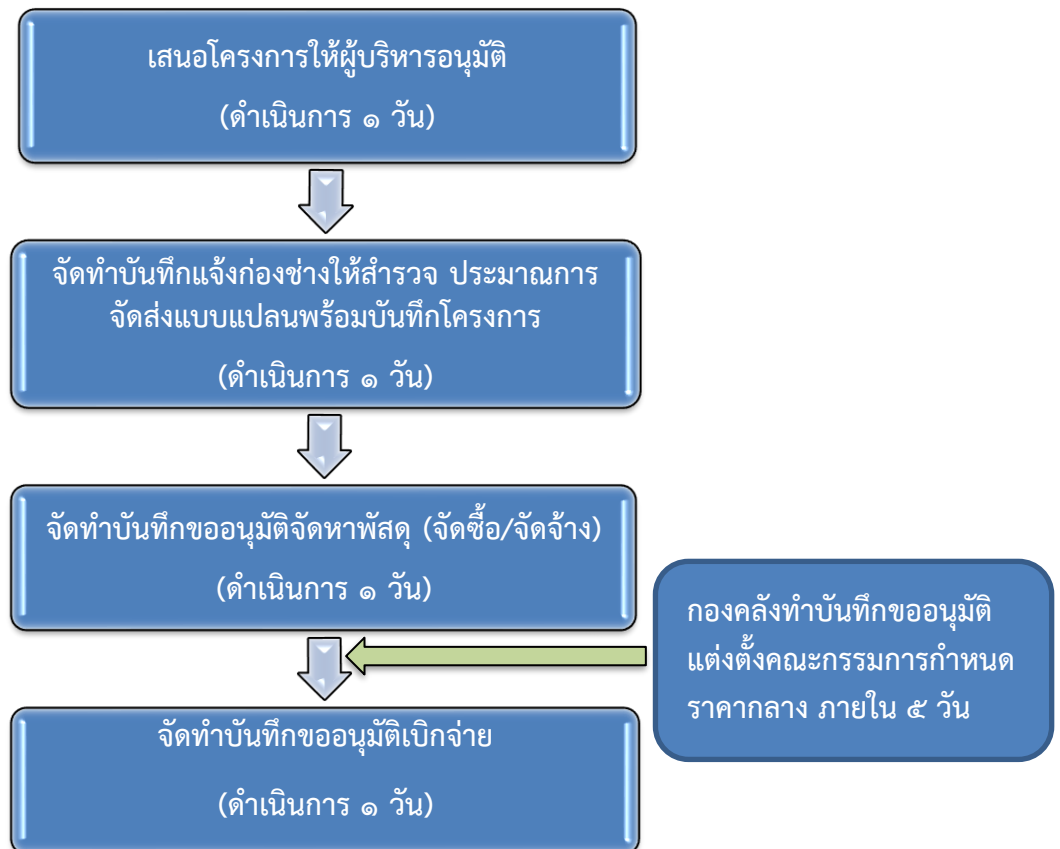 เสนอโครงการให้ผู้บริหารอนุมัติ
(ดำเนินการ ๑ วัน)
จัดทำบันทึกแจ้งก่องช่างให้สำรวจ ประมาณการ
จัดส่งแบบแปลนพร้อมบันทึกโครงการ
(ดำเนินการ ๑ วัน)
จัดทำบันทึกขออนุมัติจัดหาพัสดุ (จัดซื้อ/จัดจ้าง)
(ดำเนินการ ๑ วัน)
กองคลังทำบันทึกขออนุมัติ
แต่งตั้งคณะกรรมการกำหนด
ราคากลาง ภายใน ๕ วัน
จัดทำบันทึกขออนุมัติเบิกจ่าย
(ดำเนินการ ๑ วัน)